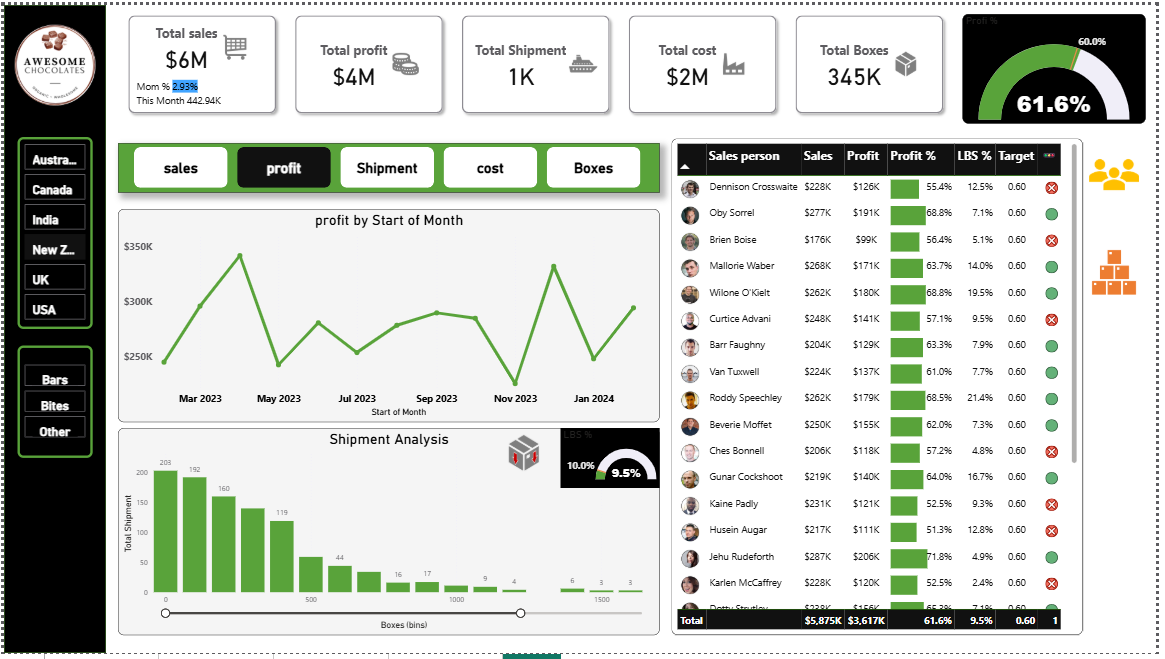 AWESOME
CHOCOLATES
Total sales
$6M
Mom % 2.93%
This Month 442.94K
Total profit
$4M
Total Shipment
1K
Total cost
$2M
Total Boxes
345K
Profi %
60.0%
61.6%
Austra...
Canada
India
New Z...
UK
USA
Bars
Bites
Other
sales profit Shipment cost Boxes
profit by Start of Month
$350K
$300K
$250K
Mar 2023 May 2023 Jul 2023 Sep 2023 Nov 2023 Jan 2024
Start of Month
Shipment Analysis
LBS %
10.0%
9.5%
Total Shipment
200
150
100
50
0
203 192 160 119 44 16 17 9 4 6 3 3
0 500 1000 1500
Boxes (bins)
Sales person Sales Profit Profit % LBS % Target
Dennison Crosswaite $228K $126K 55.4% 12.5% 0.60
Oby Sorrel $277K $191K 68.8% 7.1% 0.60
Brien Boise $176K $99K 56.4% 5.1% 0.60
Mallorie Waber $268K $171K 63.7% 14.0% 0.60
Wilone O'Kielt $262K $180K 68.8% 19.5% 0.60
Curtice Advani $248K $141K 57.1% 9.5% 0.60
Barr Faughny $204K $129K 63.3% 7.9% 0.60
Van Tuxwell $224K $137K 61.0% 7.7% 0.60
Roddy Speechley $262K $179K 68.5% 21.4% 0.60
Beverie Moffet $250K $155K 62.0% 7.3% 0.60
Ches Bonnell $206K $118K 57.2% 4.8% 0.60
Gunar Cockshoot $219K $140K 64.0% 16.7% 0.60
Kaine Padly $231K $121K 52.5% 9.3% 0.60
Husein Augar $217K $111K 51.3% 12.8% 0.60
Jehu Rudeforth $287K $206K 71.8% 4.9% 0.60
Karlen McCaffrey $228K $120K 52.5% 2.4% 0.60
Total $5,875K $3,617K 61.6% 9.5% 0.60 1